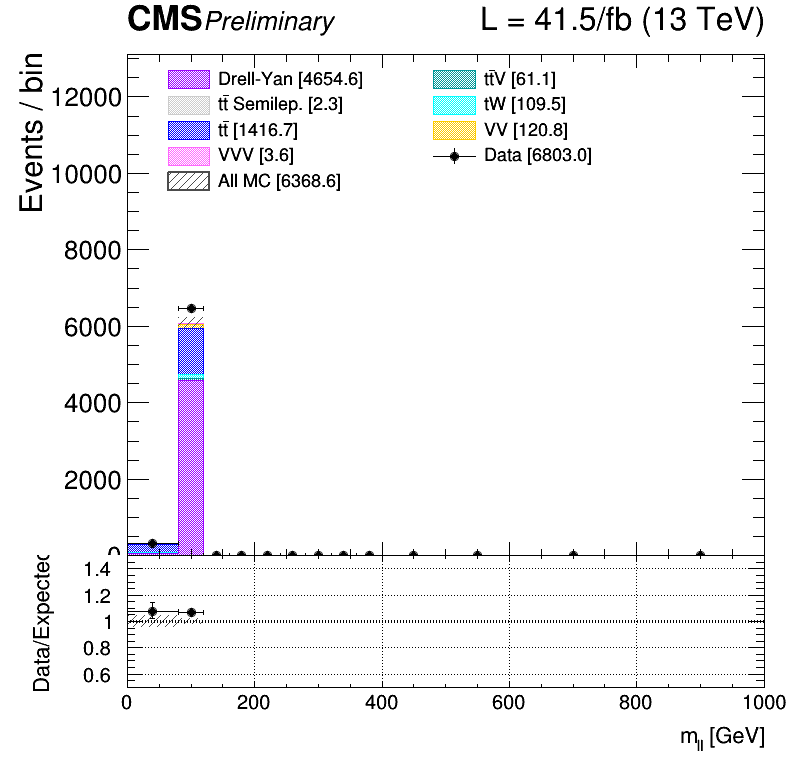 CMS Preliminary L = 41.5/fb (13 TeV)
Events / bin
12000
10000
8000
6000
4000
2000
0
Drell-Yan [4654.6]
tt̄ Semilep. [2.3]
tt̄ [1416.7]
VVV [3.6]
All MC [6368.6]
tt̄V [61.1]
tW [109.5]
VV [120.8]
Data [6803.0]
Data/Expected
1.4
1.2
1
0.8
0.6
0 200 400 600 800 1000
m_ll [GeV]